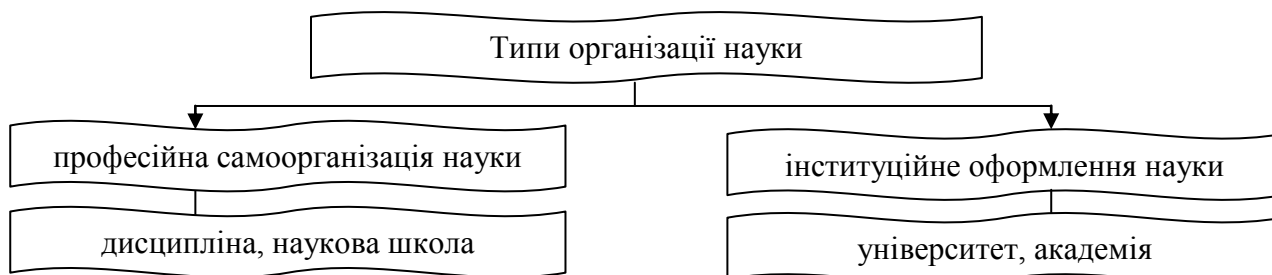 Типи організації науки
професійна самоорганізація науки
інституційне оформлення науки
дисципліна, наукова школа
університет, академія